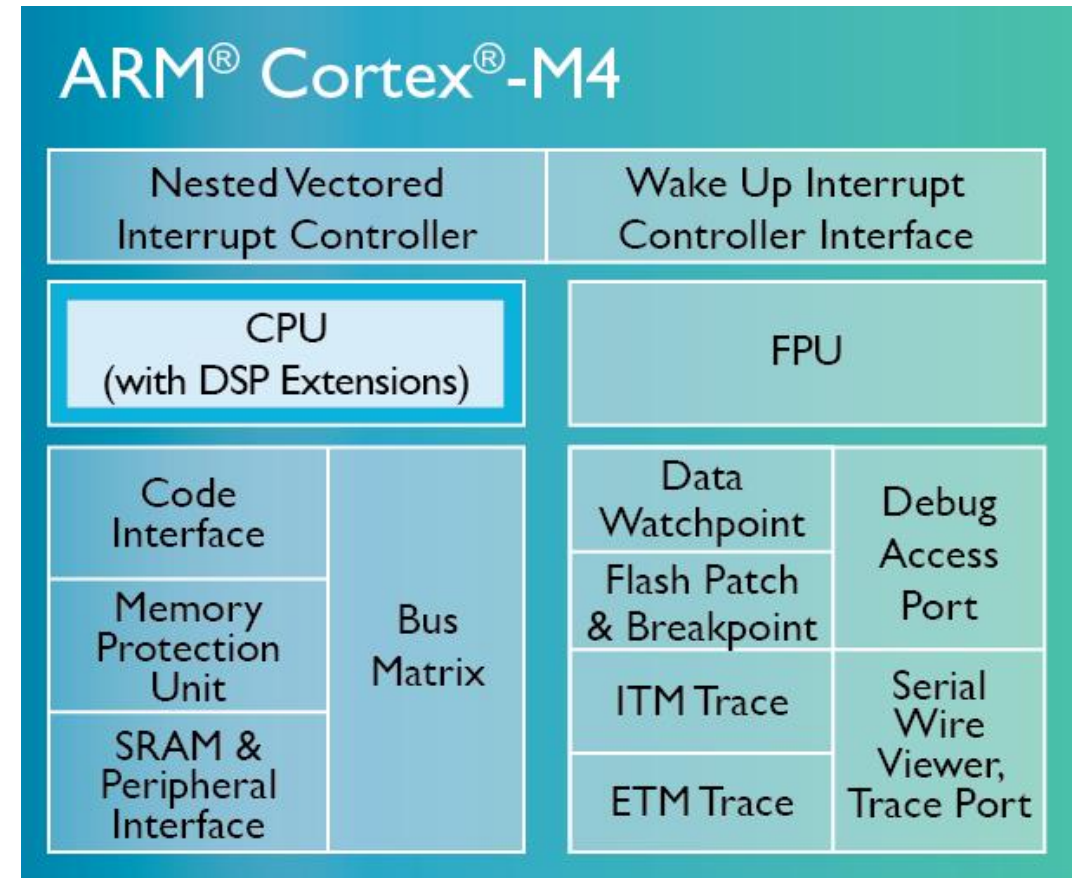 ARM® Cortex®-M4
Nested Vectored
Interrupt Controller
Wake Up Interrupt
Controller Interface
CPU
(with DSP Extensions)
FPU
Code
Interface
Memory
Protection
Unit
SRAM &
Peripheral
Interface
Bus
Matrix
Data
Watchpoint
Flash Patch
& Breakpoint
ITM Trace
ETM Trace
Debug
Access
Port
Serial
Wire
Viewer,
Trace Port